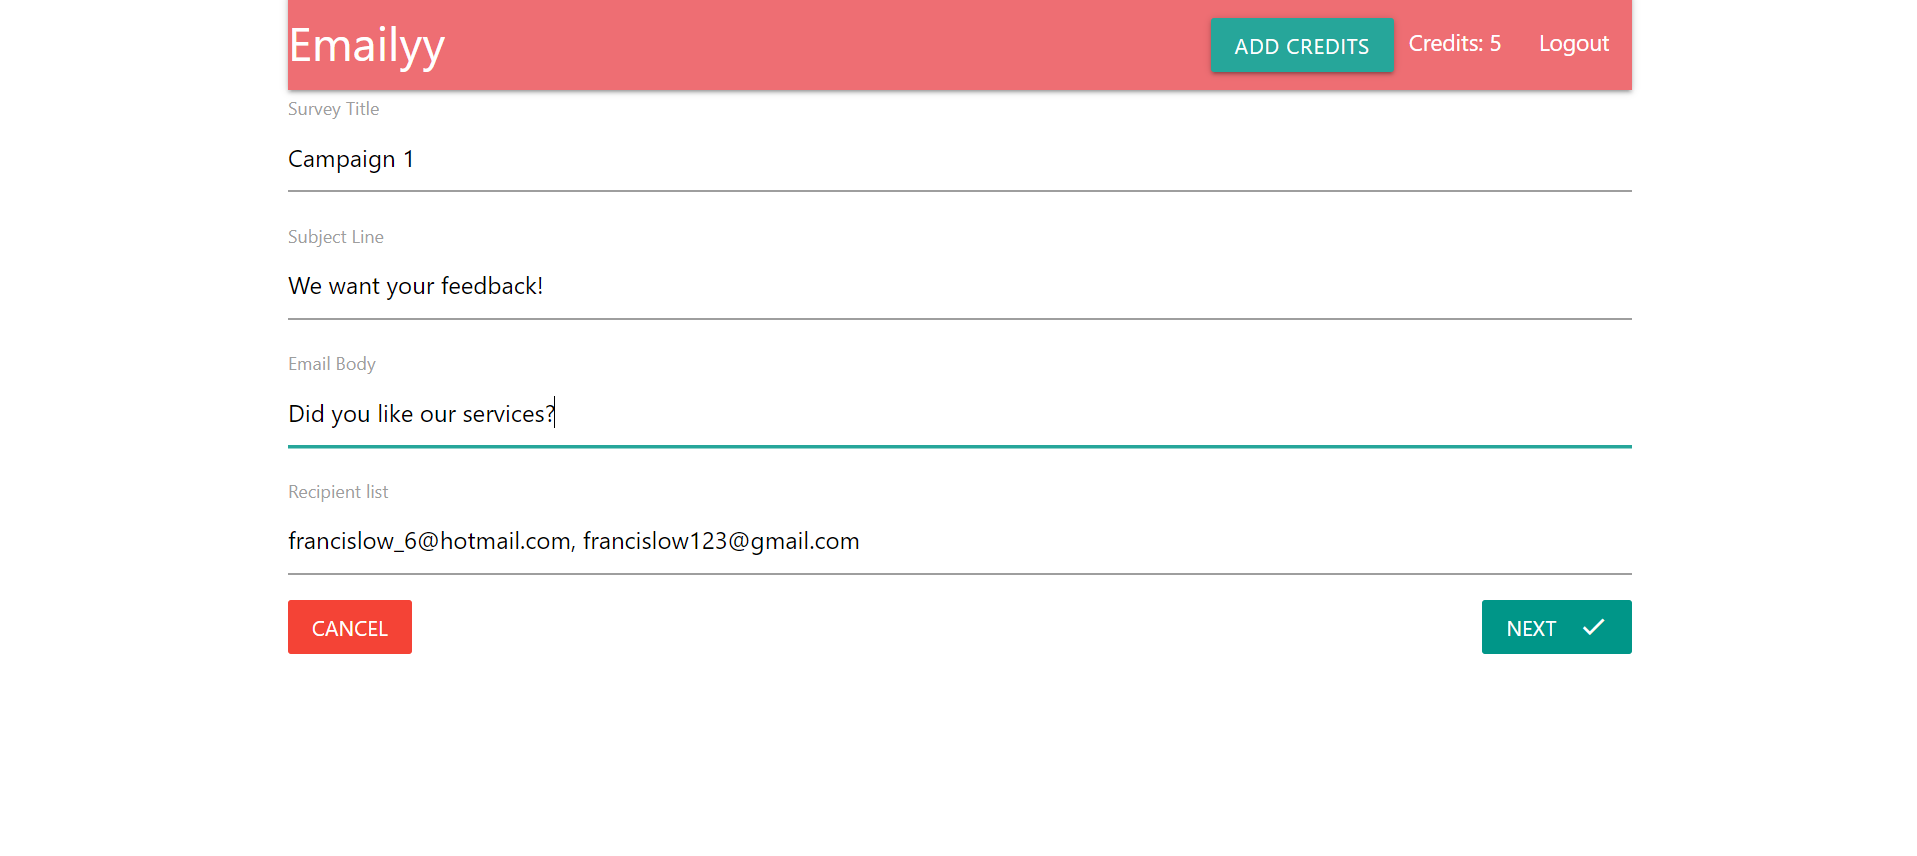 Emailyy ADD CREDITS Credits: 5 Logout
Survey Title
Campaign 1
Subject Line
We want your feedback!
Email Body
Did you like our services?
Recipient list
francislow_6@hotmail.com, francislow123@gmail.com
CANCEL NEXT